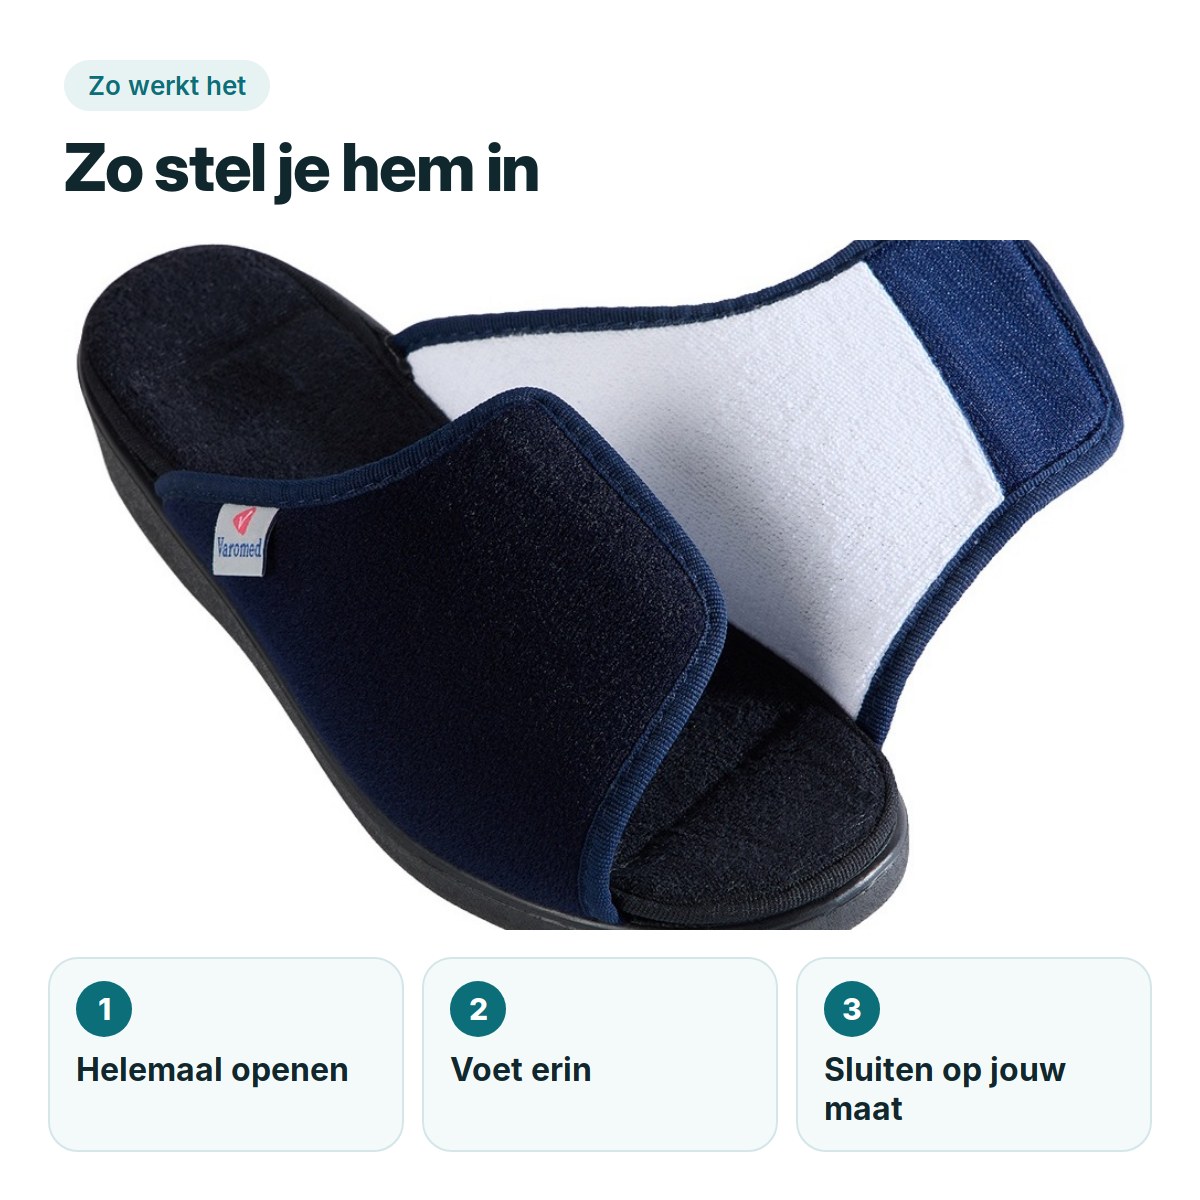 Zo werkt het
Zo stel je hem in
Varomed
1
Helemaal openen
2
Voet erin
3
Sluiten op jouw
maat